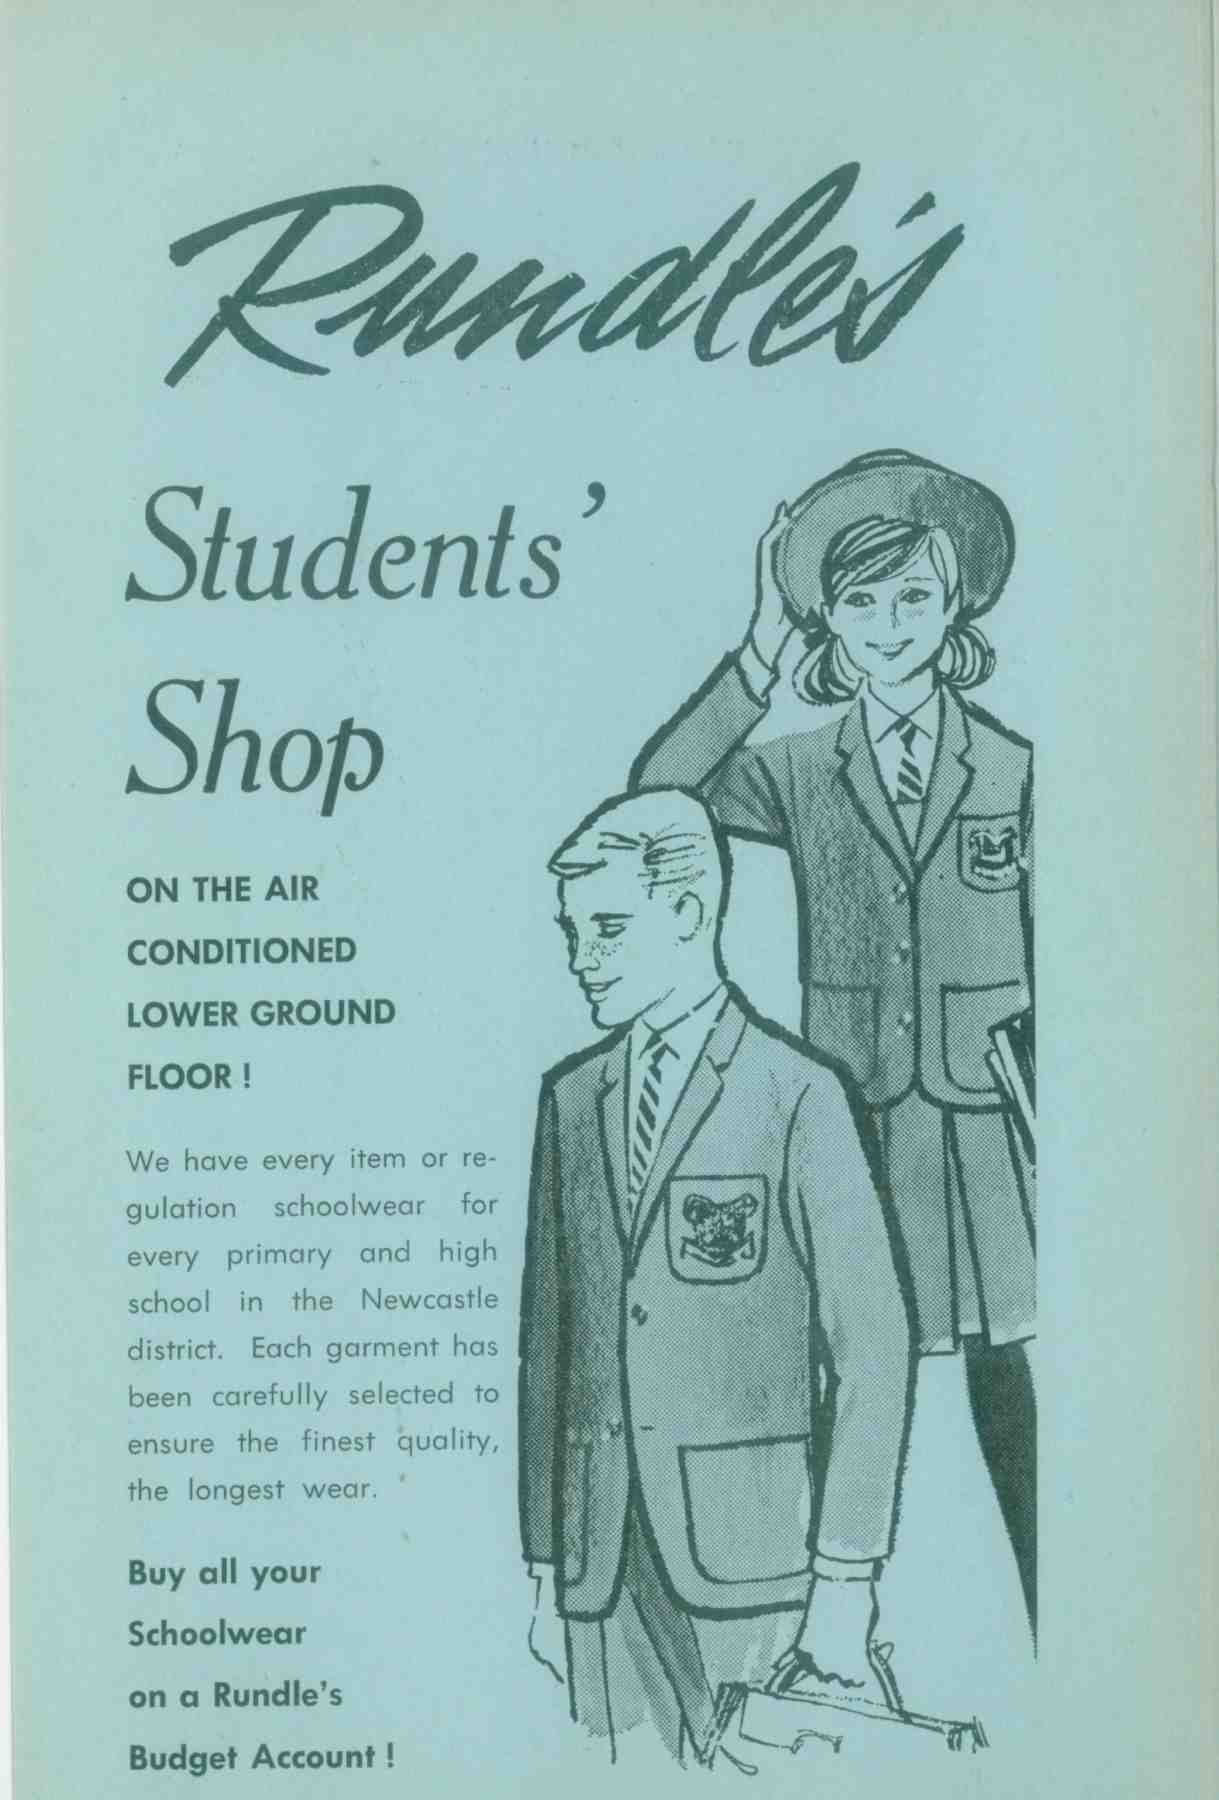 Rundle's
Students'
Shop
ON THE AIR
CONDITIONED
LOWER GROUND
FLOOR !
We have every item or re-
gulation schoolwear for
every primary and high
school in the Newcastle
district. Each garment has
been carefully selected to
ensure the finest quality,
the longest wear.
Buy all your
Schoolwear
on a Rundle's
Budget Account !